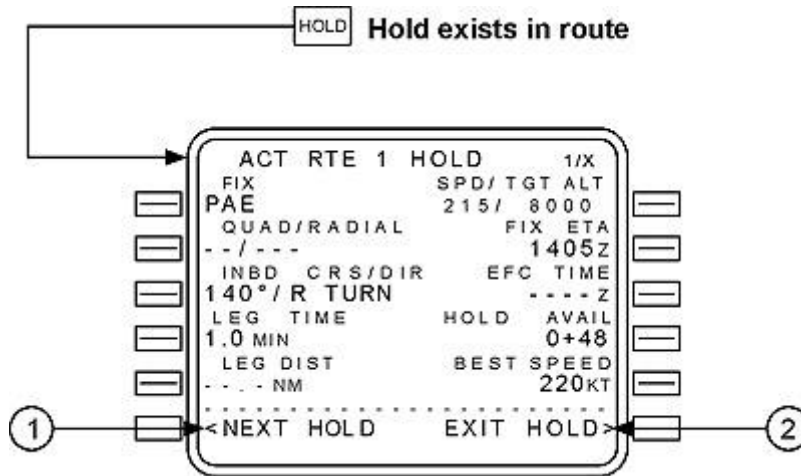 HOLD Hold exists in route
ACT RTE 1 HOLD 1/X
FIX SPD/ TGT ALT
PAE 215/ 8000
QUAD/RADIAL FIX ETA
--/--- 1405z
INBD CRS/DIR EFC TIME
140°/ R TURN ----z
LEG TIME HOLD AVAIL
1.0 MIN 0+48
LEG DIST BEST SPEED
--.- NM 220KT
1 <NEXT HOLD EXIT HOLD> 2